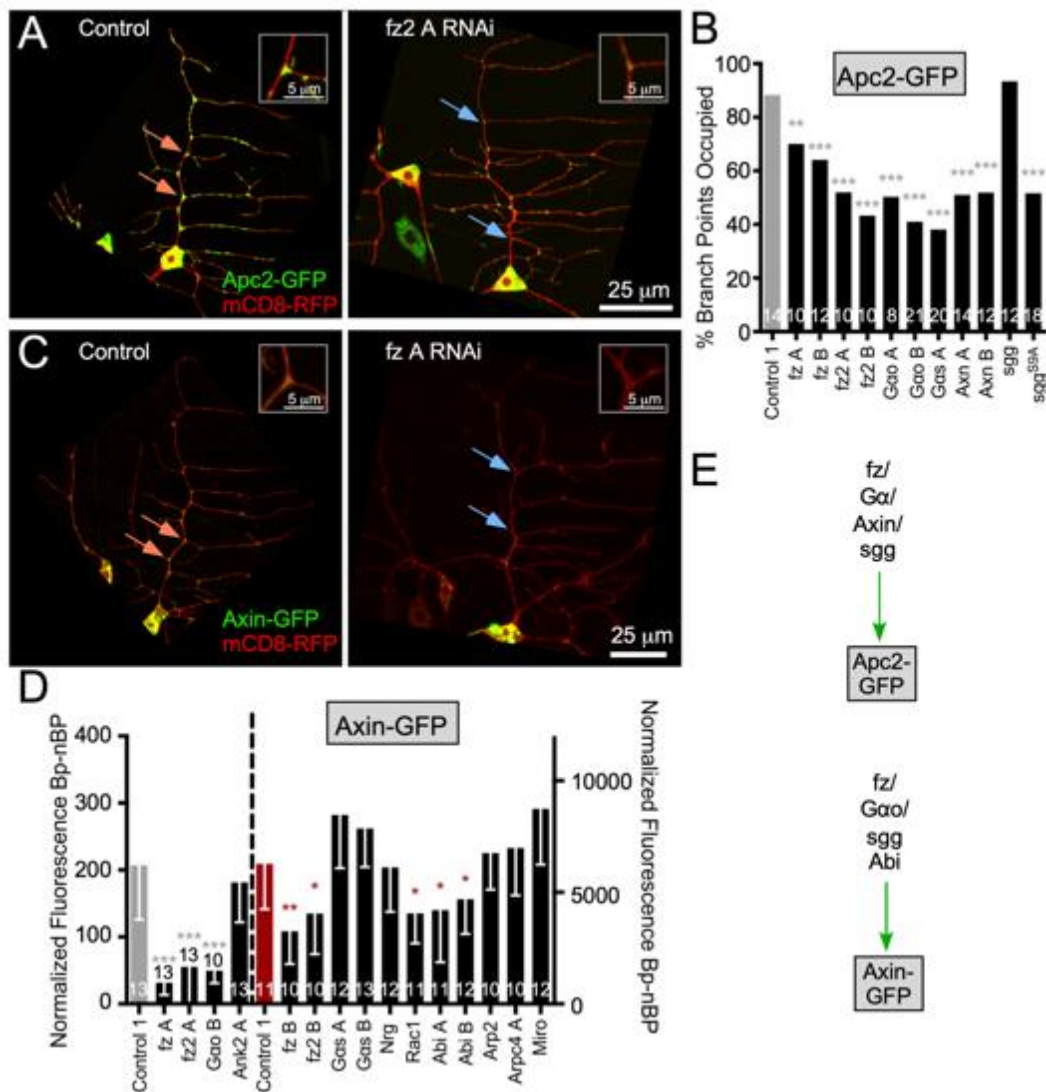 A
Control
5 µm
Apc2-GFP
mCD8-RFP
fz2 A RNAi
5 µm
25 µm
B
Apc2-GFP
% Branch Points Occupied
100
80
60
40
20
0
** *** *** *** *** *** *** *** *** ***
14 10 12 10 10 8 21 20 14 12 12 18
Control 1
fz A
fz B
fz2 A
fz2 B
Gαo A
Gαo B
Gαs A
Axn A
Axn B
sgg
sgg^S9A
C
Control
5 µm
Axin-GFP
mCD8-RFP
fz A RNAi
5 µm
25 µm
D
Axin-GFP
Normalized Fluorescence Bp-nBP
400
300
200
100
0
*** *** *** ** * * * *
13 13 13 10 13 11 10 10 12 13 12 11 11 12 10 10 12
Control 1
fz A
fz2 A
Gαo B
Ank2 A
Control 1
fz B
fz2 B
Gαs A
Gαs B
Nrg
Rac1
Abi A
Abi B
Arp2
Arpc4 A
Miro
Normalized Fluorescence Bp-nBP
10000
5000
0
E
fz/
Gα/
Axin/
sgg
Apc2-
GFP
fz/
Gαo/
sgg
Abi
Axin-
GFP